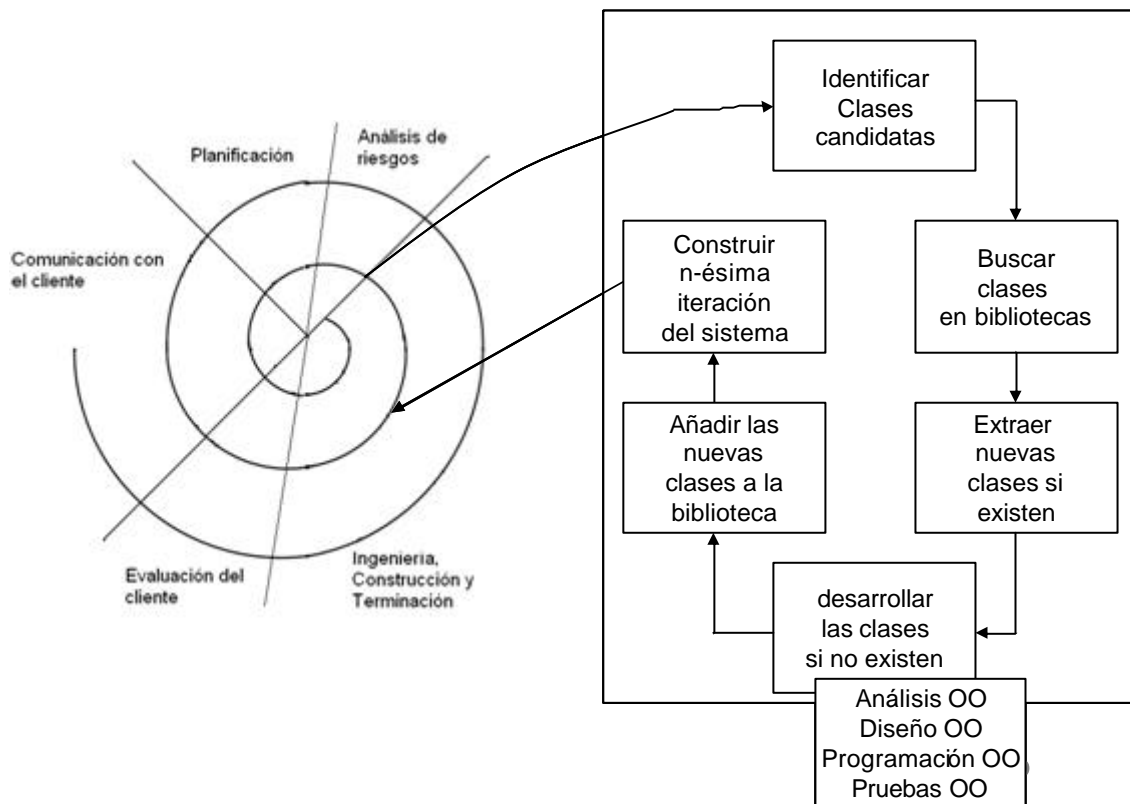 Planificación
Análisis de
riesgos
Comunicación con
el cliente
Evaluación del
cliente
Ingenieria,
Construcción y
Terminación
Identificar
Clases
candidatas
Buscar
clases
en bibliotecas
Extraer
nuevas
clases si
existen
desarrollar
las clases
si no existen
Análisis OO
Diseño OO
Programación OO
Pruebas OO
Añadir las
nuevas
clases a la
biblioteca
Construir
n-ésima
iteración
del sistema